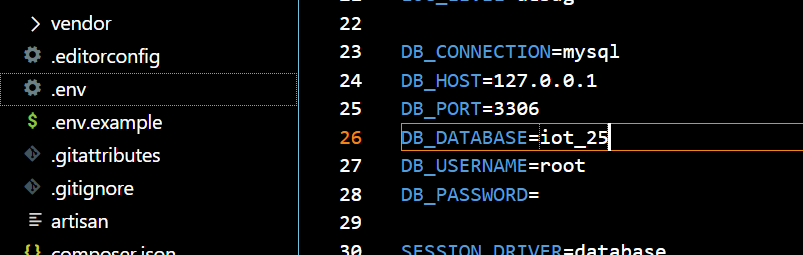 vendor
.editorconfig
.env
.env.example
.gitattributes
.gitignore
artisan
composer.json
22
23 DB_CONNECTION=mysql
24 DB_HOST=127.0.0.1
25 DB_PORT=3306
26 DB_DATABASE=iot_25
27 DB_USERNAME=root
28 DB_PASSWORD=
29
30 SESSION_DRIVER=database